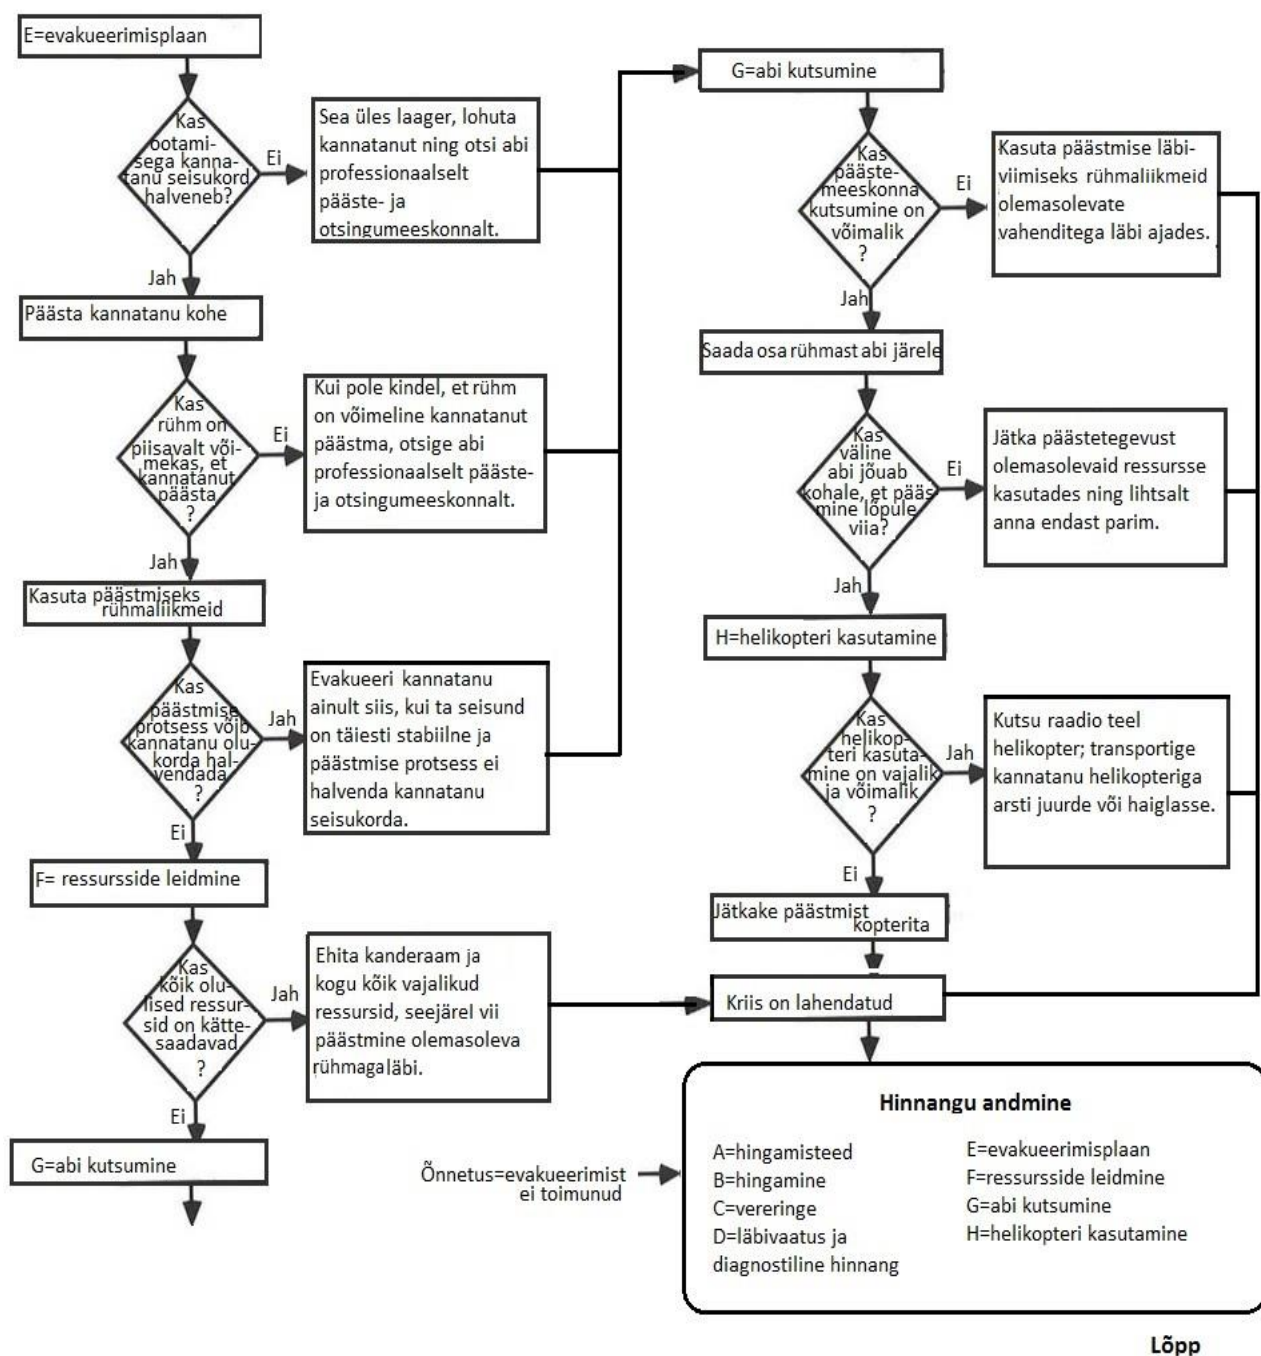 E=evakueerimisplaan
Kas
ootami-
sega kanna-
tanu seisukord
halveneb?
Ei
Sea üles laager, lohuta
kannatanut ning otsi abi
professionaalselt
pääste- ja
otsingumeeskonnalt.
Jah
Päästa kannatanu kohe
Kas
rühm on
piisavalt või-
mekas, et
kannatanut
päästa
?
Ei
Kui pole kindel, et rühm
on võimeline kannatanut
päästma, otsige abi
professionaalselt pääste-
ja otsingumeeskonnalt.
Jah
Kasuta päästmiseks
rühmaliikmeid
Kas
päästmise
protsess võib
kannatanu olu-
korda hal-
vendada
?
Jah
Evakueeri kannatanu
ainult siis, kui ta seisund
on täiesti stabiilne ja
päästmise protsess ei
halvenda kannatanu
seisukorda.
Ei
F= ressursside leidmine
Kas
kõik olu-
lised ressur-
sid on kätte-
saadavad
?
Jah
Ehita kanderaam ja
kogu kõik vajalikud
ressursid, seejärel vii
päästmine olemasoleva
rühmaga läbi.
Ei
G=abi kutsumine
G=abi kutsumine
Kas
pääste-
meeskonna
kutsumine on
võimalik
?
Ei
Kasuta päästmise läbi-
viimiseks rühmaliikmeid
olemasolevate
vahenditega läbi ajades.
Jah
Saada osa rühmast abi järele
Kas
väline
abi jõuab
kohale, et pääs
mine lõpule
viia?
Ei
Jätka päästetegevust
olemasolevaid ressursse
kasutades ning lihtsalt
anna endast parim.
Jah
H=helikopteri kasutamine
Kas
helikop-
teri kasuta-
mine on vajalik
ja võimalik
?
Jah
Kutsu raadio teel
helikopter; transportige
kannatanu helikopteriga
arsti juurde või haiglasse.
Ei
Jätkake päästmist
kopterita
Kriis on lahendatud
Õnnetus=evakueerimist
ei toimunud
Hinnangu andmine
A=hingamisteed
B=hingamine
C=vereringe
D=läbivaatus ja
diagnostiline hinnang
E=evakueerimisplaan
F=ressursside leidmine
G=abi kutsumine
H=helikopteri kasutamine
Lõpp